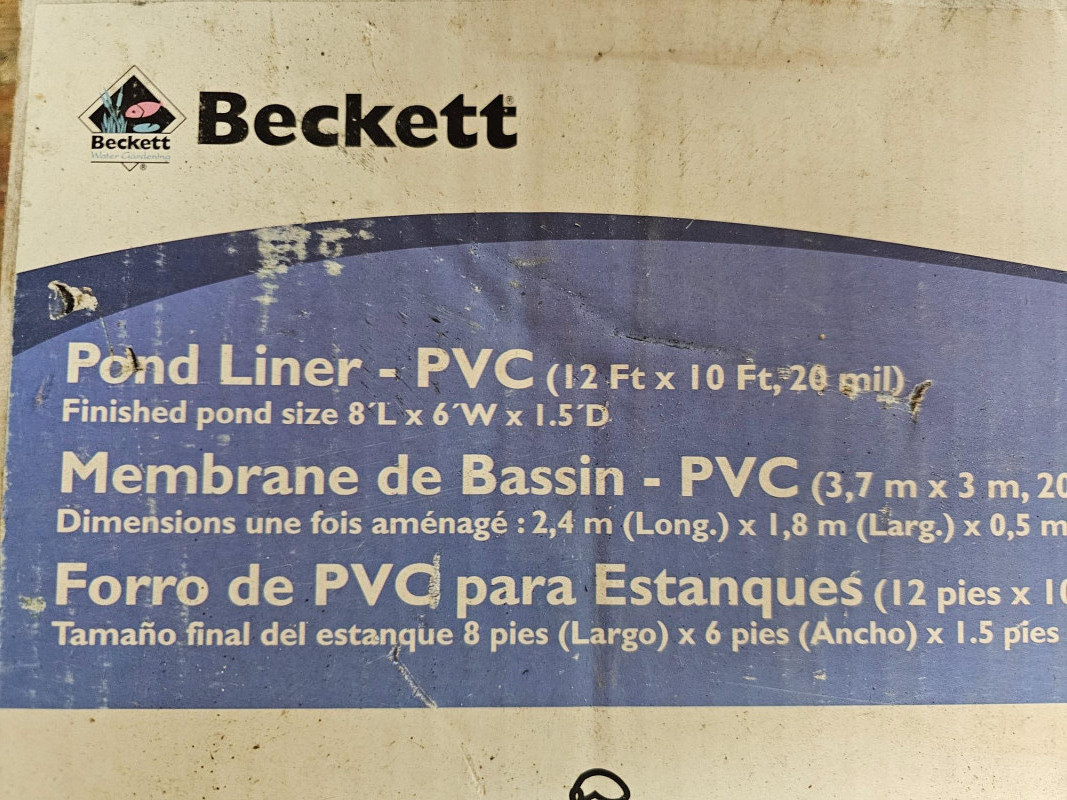 Beckett
Water Gardening
®
Beckett®
Pond Liner - PVC (12 Ft x 10 Ft, 20 mil)
Finished pond size 8´L x 6´W x 1.5´D
Membrane de Bassin - PVC (3,7 m x 3 m, 20
Dimensions une fois aménagé : 2,4 m (Long.) x 1,8 m (Larg.) x 0,5 m
Forro de PVC para Estanques (12 pies x 10
Tamaño final del estanque 8 pies (Largo) x 6 pies (Ancho) x 1.5 pies